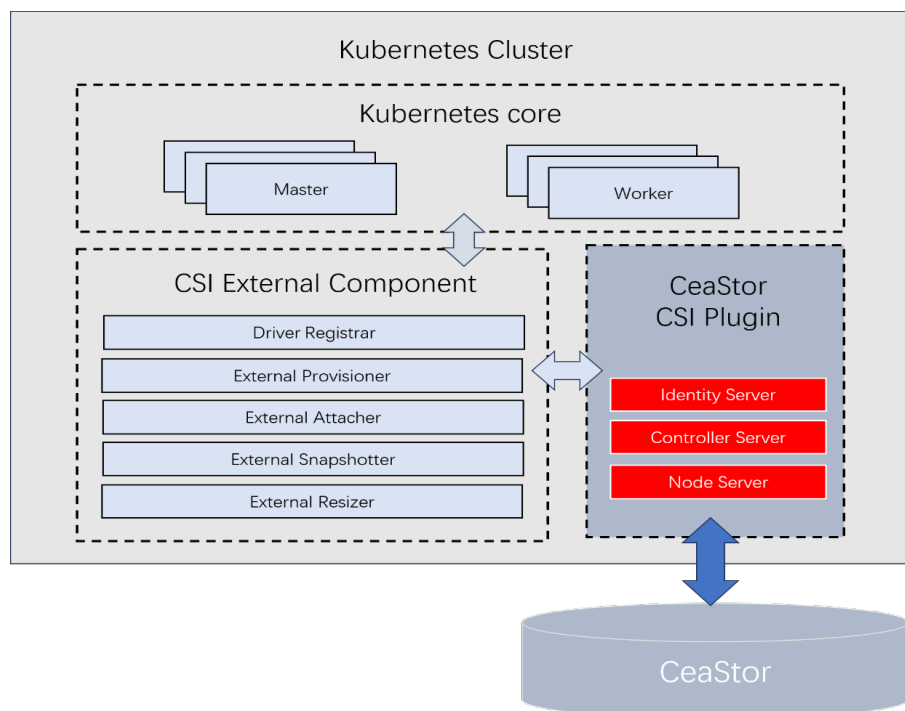 Kubernetes Cluster
Kubernetes core
Master
Worker
CSI External Component
Driver Registrar
External Provisioner
External Attacher
External Snapshotter
External Resizer
CeaStor
CSI Plugin
Identity Server
Controller Server
Node Server
CeaStor